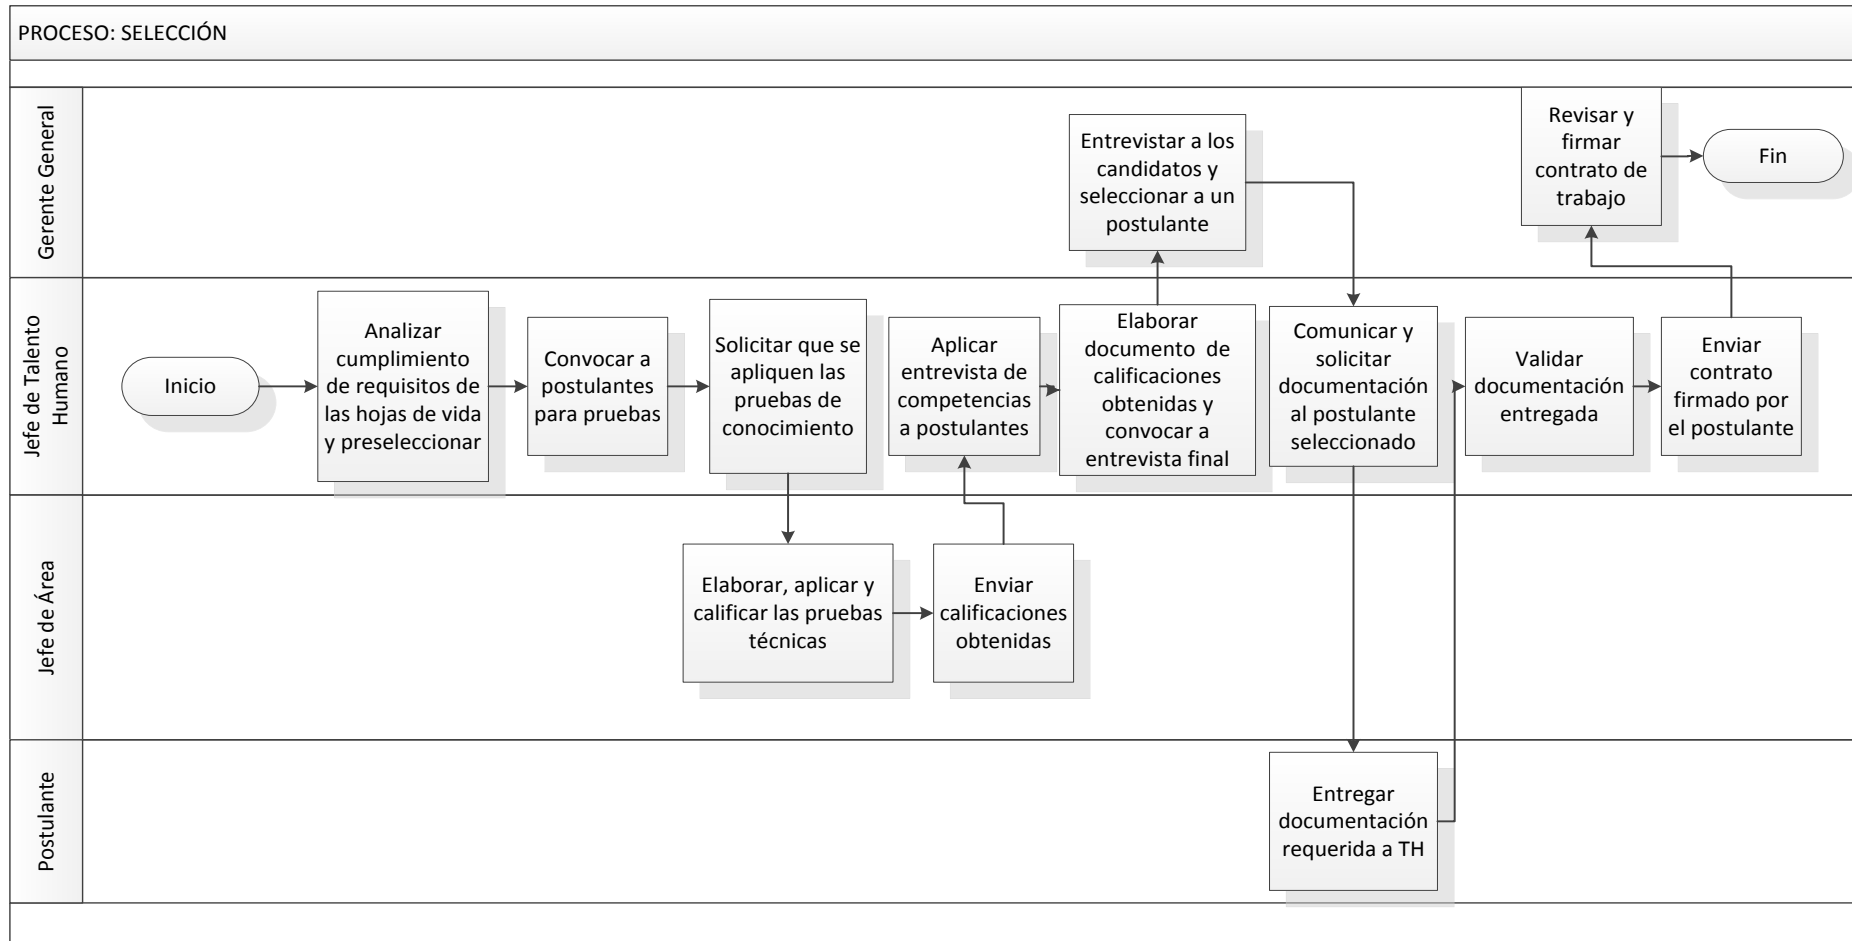 PROCESO: SELECCIÓN
Gerente General
Entrevistar a los
candidatos y
seleccionar a un
postulante
Revisar y
firmar
contrato de
trabajo
Fin
Jefe de Talento
Humano
Inicio
Analizar
cumplimiento
de requisitos de
las hojas de vida
y preseleccionar
Convocar a
postulantes
para pruebas
Solicitar que se
apliquen las
pruebas de
conocimiento
Aplicar
entrevista de
competencias
a postulantes
Elaborar
documento de
calificaciones
obtenidas y
convocar a
entrevista final
Comunicar y
solicitar
documentación
al postulante
seleccionado
Validar
documentación
entregada
Enviar
contrato
firmado por
el postulante
Jefe de Área
Elaborar, aplicar y
calificar las pruebas
técnicas
Enviar
calificaciones
obtenidas
Postulante
Entregar
documentación
requerida a TH